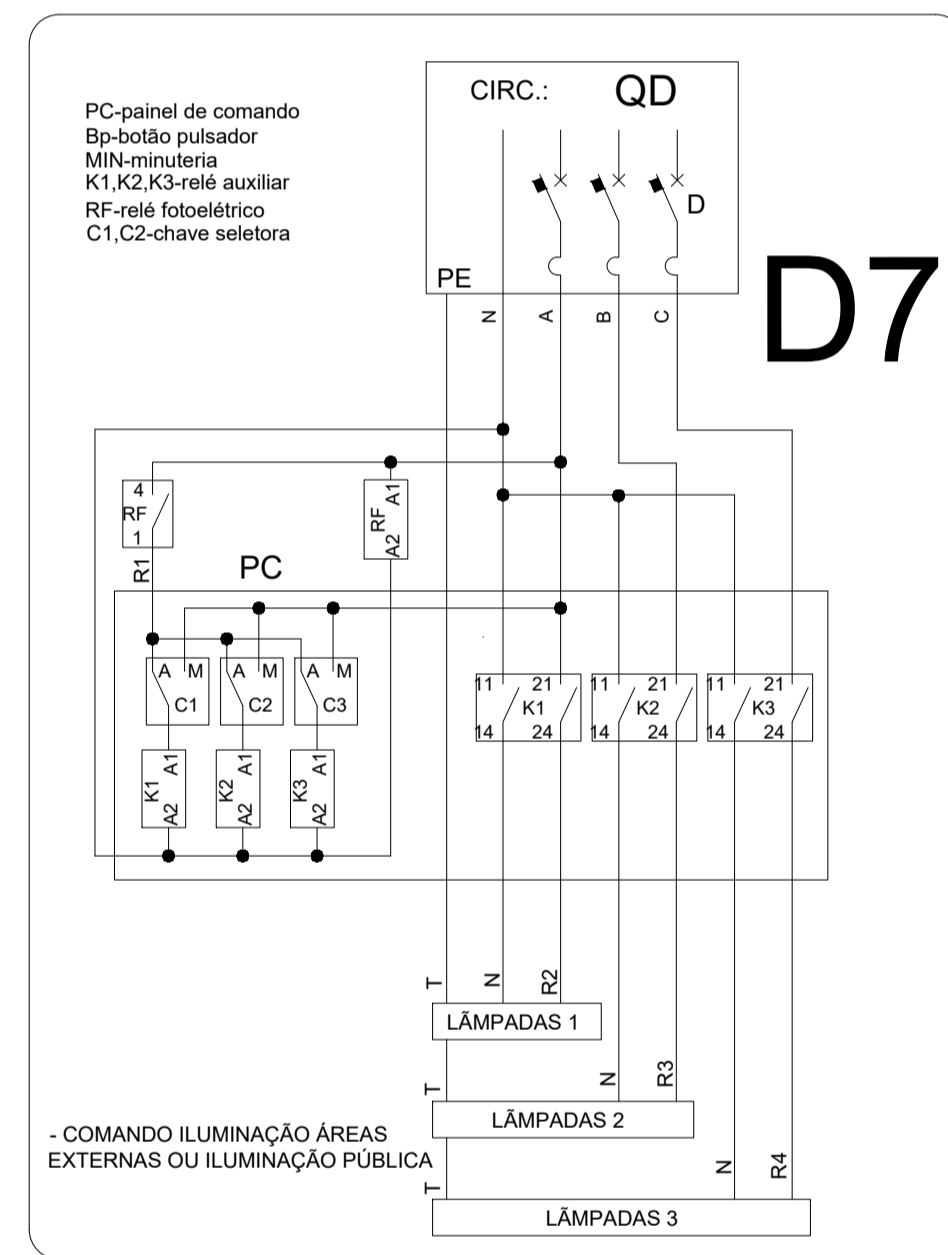 PC-painel de comando
Bp-botão pulsador
MIN-minuteria
K1,K2,K3-relé auxiliar
RF-relé fotoelétrico
C1,C2-chave seletora
CIRC.: QD
D
PE
N A B C
D7
4
RF
1
R1
RF A1
A2
PC
A M
C1
A M
C2
A M
C3
K1 A1
A2
K2 A1
A2
K3 A1
A2
11 21
K1
14 24
11 21
K2
14 24
11 21
K3
14 24
T N R2
LÃMPADAS 1
T N R3
LÃMPADAS 2
- COMANDO ILUMINAÇÃO ÁREAS
EXTERNAS OU ILUMINAÇÃO PÚBLICA
T N R4
LÃMPADAS 3